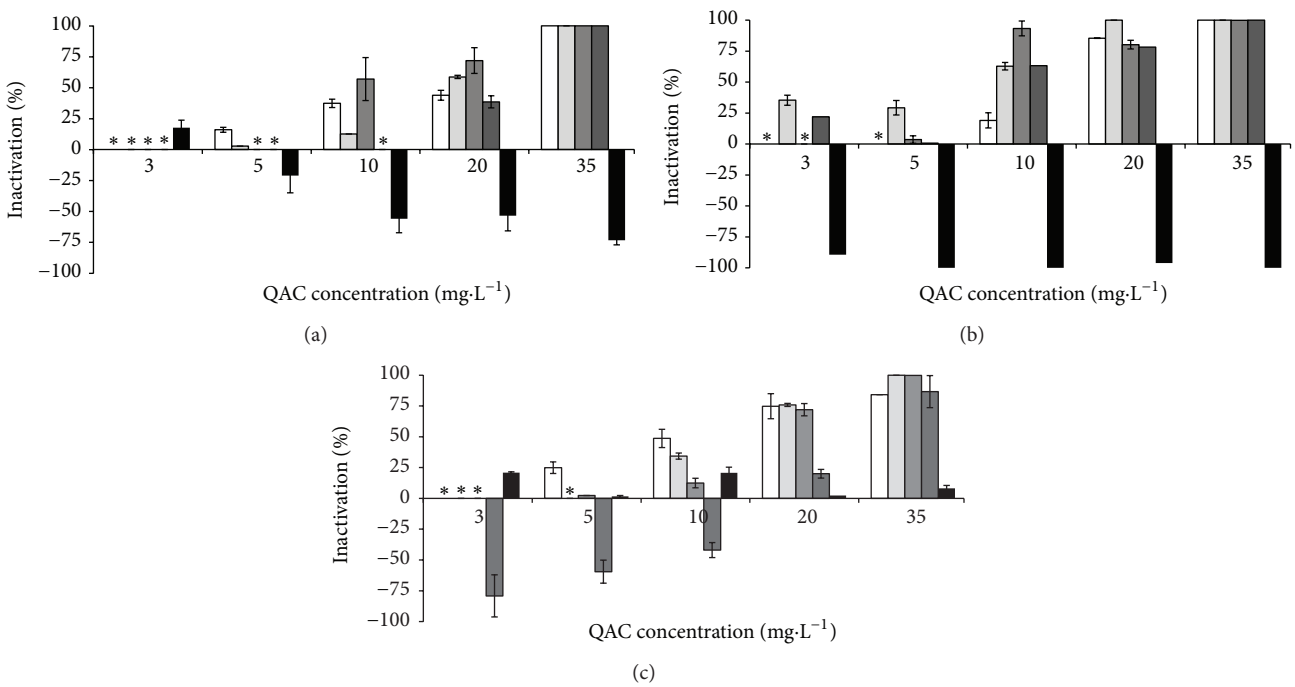 100
75
50
25
0
−25
−50
−75
−100
Inactivation (%)
* * * *
* *
*
3 5 10 20 35
QAC concentration (mg·L−1)
(a)
100
75
50
25
0
−25
−50
−75
−100
Inactivation (%)
* *
*
3 5 10 20 35
QAC concentration (mg·L−1)
(b)
100
75
50
25
0
−25
−50
−75
−100
Inactivation (%)
* * *
*
3 5 10 20 35
QAC concentration (mg·L−1)
(c)